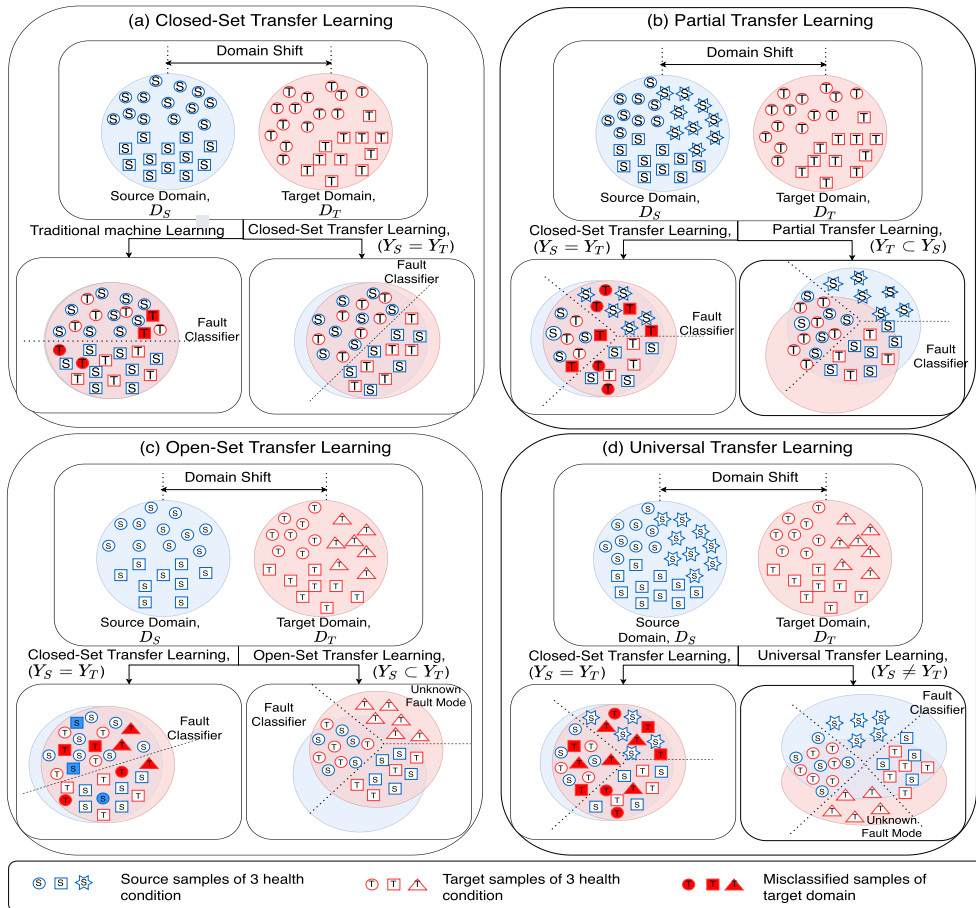 (a) Closed-Set Transfer Learning
Domain Shift
Source Domain,
D_S
Target Domain,
D_T
Traditional machine Learning
Closed-Set Transfer Learning,
(Y_S = Y_T)
Fault
Classifier
Fault
Classifier
(b) Partial Transfer Learning
Domain Shift
Source Domain,
D_S
Target Domain,
D_T
Closed-Set Transfer Learning,
(Y_S = Y_T)
Partial Transfer Learning,
(Y_T ⊂ Y_S)
Fault
Classifier
Fault
Classifier
(c) Open-Set Transfer Learning
Domain Shift
Source Domain,
D_S
Target Domain,
D_T
Closed-Set Transfer Learning,
(Y_S = Y_T)
Open-Set Transfer Learning,
(Y_S ⊂ Y_T)
Fault
Classifier
Fault
Classifier
Unknown
Fault Mode
(d) Universal Transfer Learning
Domain Shift
Source
Domain, D_S
Target Domain,
D_T
Closed-Set Transfer Learning,
(Y_S = Y_T)
Universal Transfer Learning,
(Y_S ≠ Y_T)
Fault
Classifier
Unknown
Fault Mode
S S S Source samples of 3 health
condition
T T T Target samples of 3 health
condition
T T T Misclassified samples of
target domain